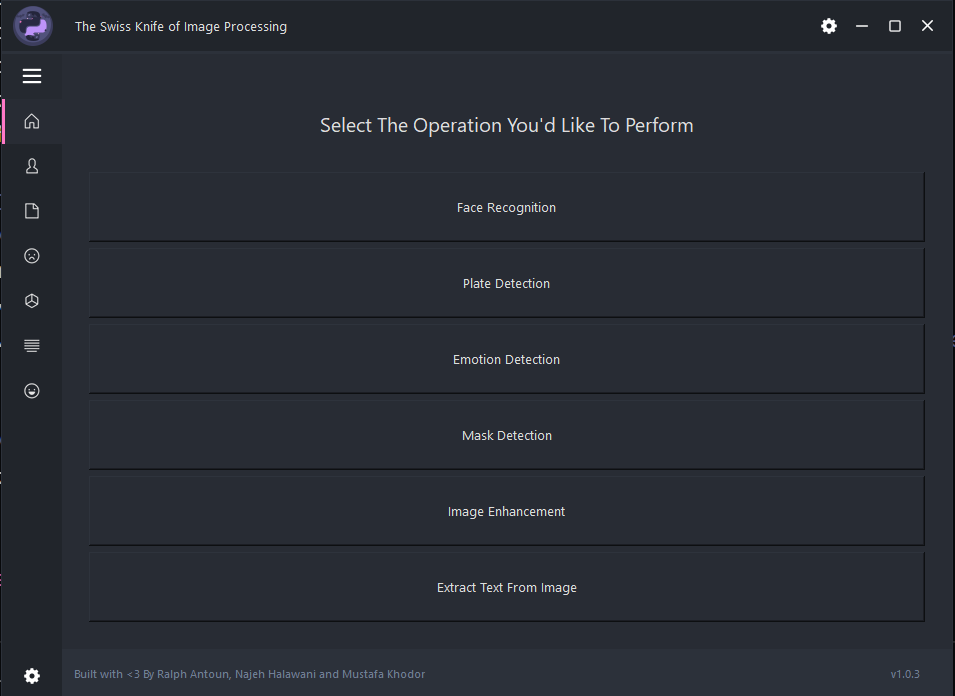 The Swiss Knife of Image Processing
Select The Operation You'd Like To Perform
Face Recognition
Plate Detection
Emotion Detection
Mask Detection
Image Enhancement
Extract Text From Image
Built with <3 By Ralph Antoun, Najeh Halawani and Mustafa Khodor
v1.0.3